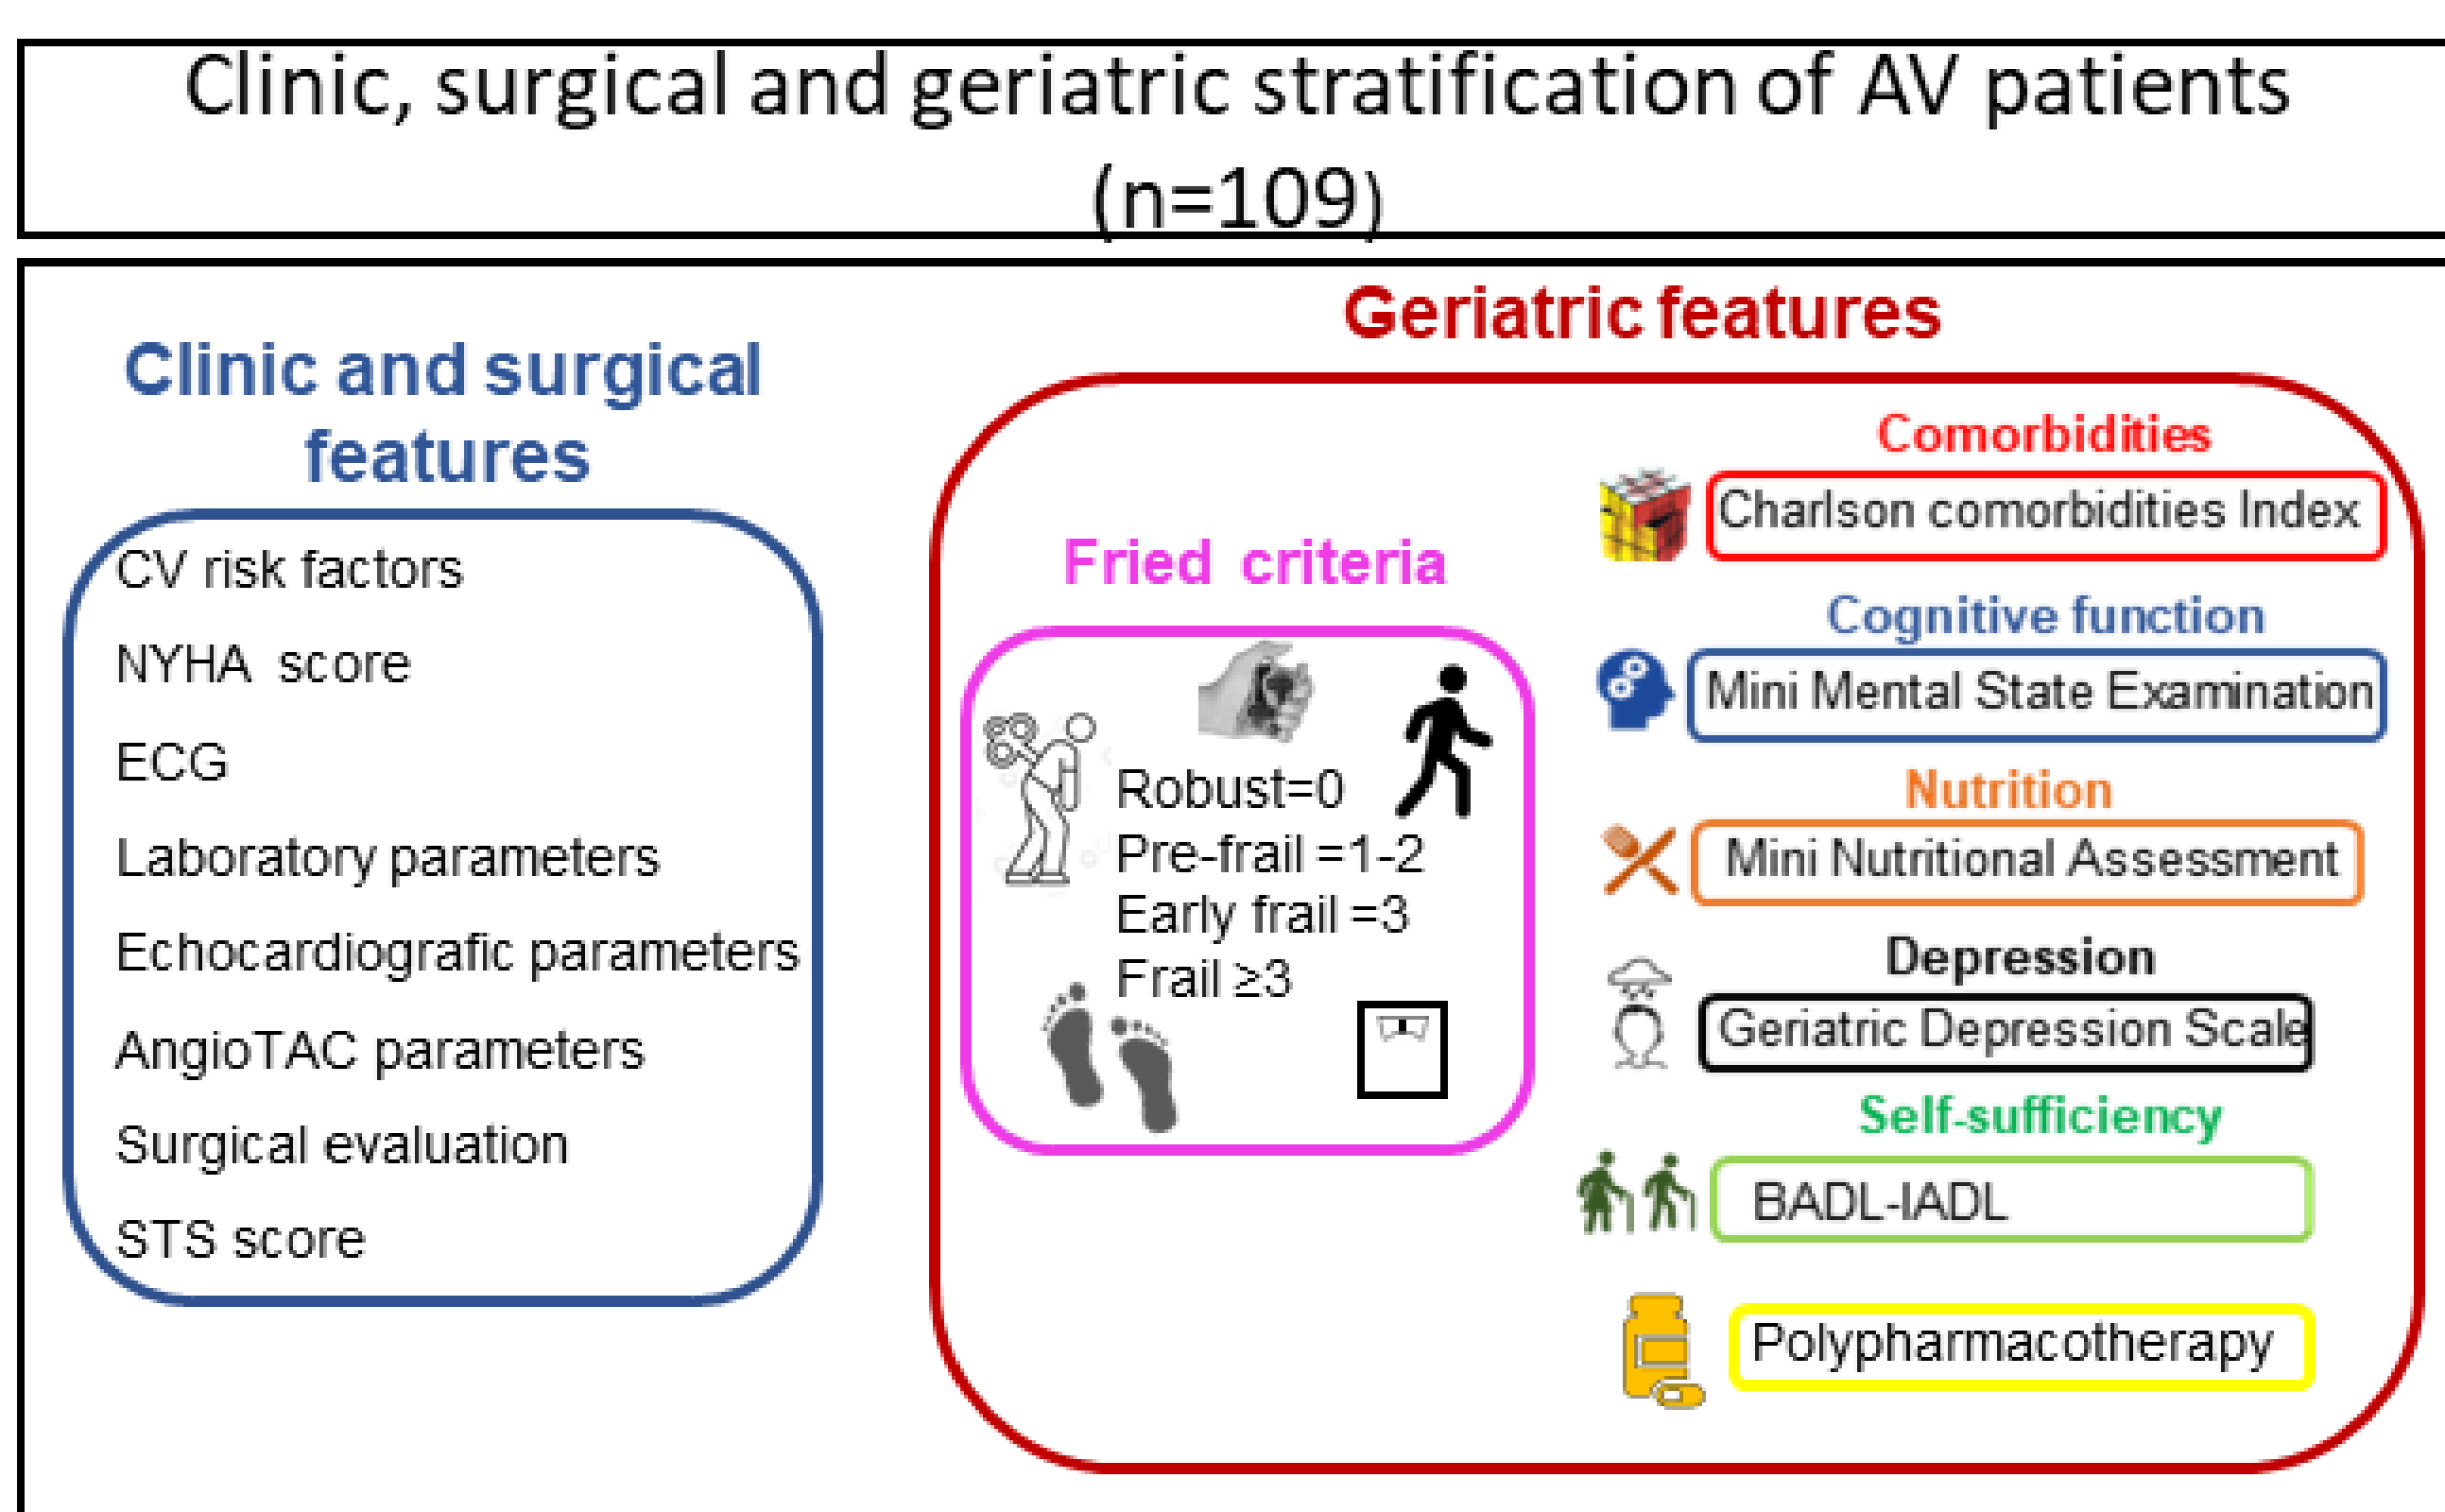 Clinic, surgical and geriatric stratification of AV patients
(n=109)
Clinic and surgical
features
CV risk factors
NYHA score
ECG
Laboratory parameters
Echocardiografic parameters
AngioTAC parameters
Surgical evaluation
STS score
Geriatric features
Fried criteria
Robust=0
Pre-frail =1-2
Early frail =3
Frail ≥3
Comorbidities
Charlson comorbidities Index
Cognitive function
Mini Mental State Examination
Nutrition
Mini Nutritional Assessment
Depression
Geriatric Depression Scale
Self-sufficiency
BADL-IADL
Polypharmacotherapy